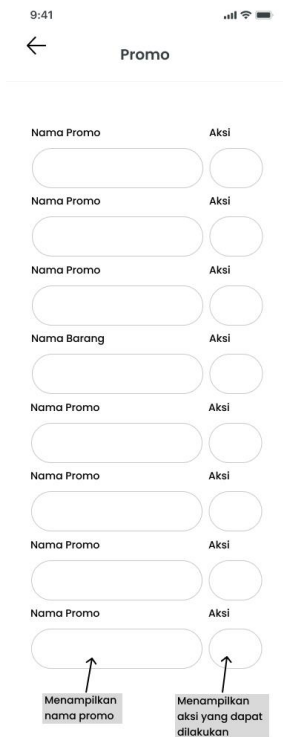 9:41
Promo
Nama Promo Aksi
Nama Promo Aksi
Nama Promo Aksi
Nama Barang Aksi
Nama Promo Aksi
Nama Promo Aksi
Nama Promo Aksi
Nama Promo Aksi
Menampilkan
nama promo
Menampilkan
aksi yang dapat
dilakukan